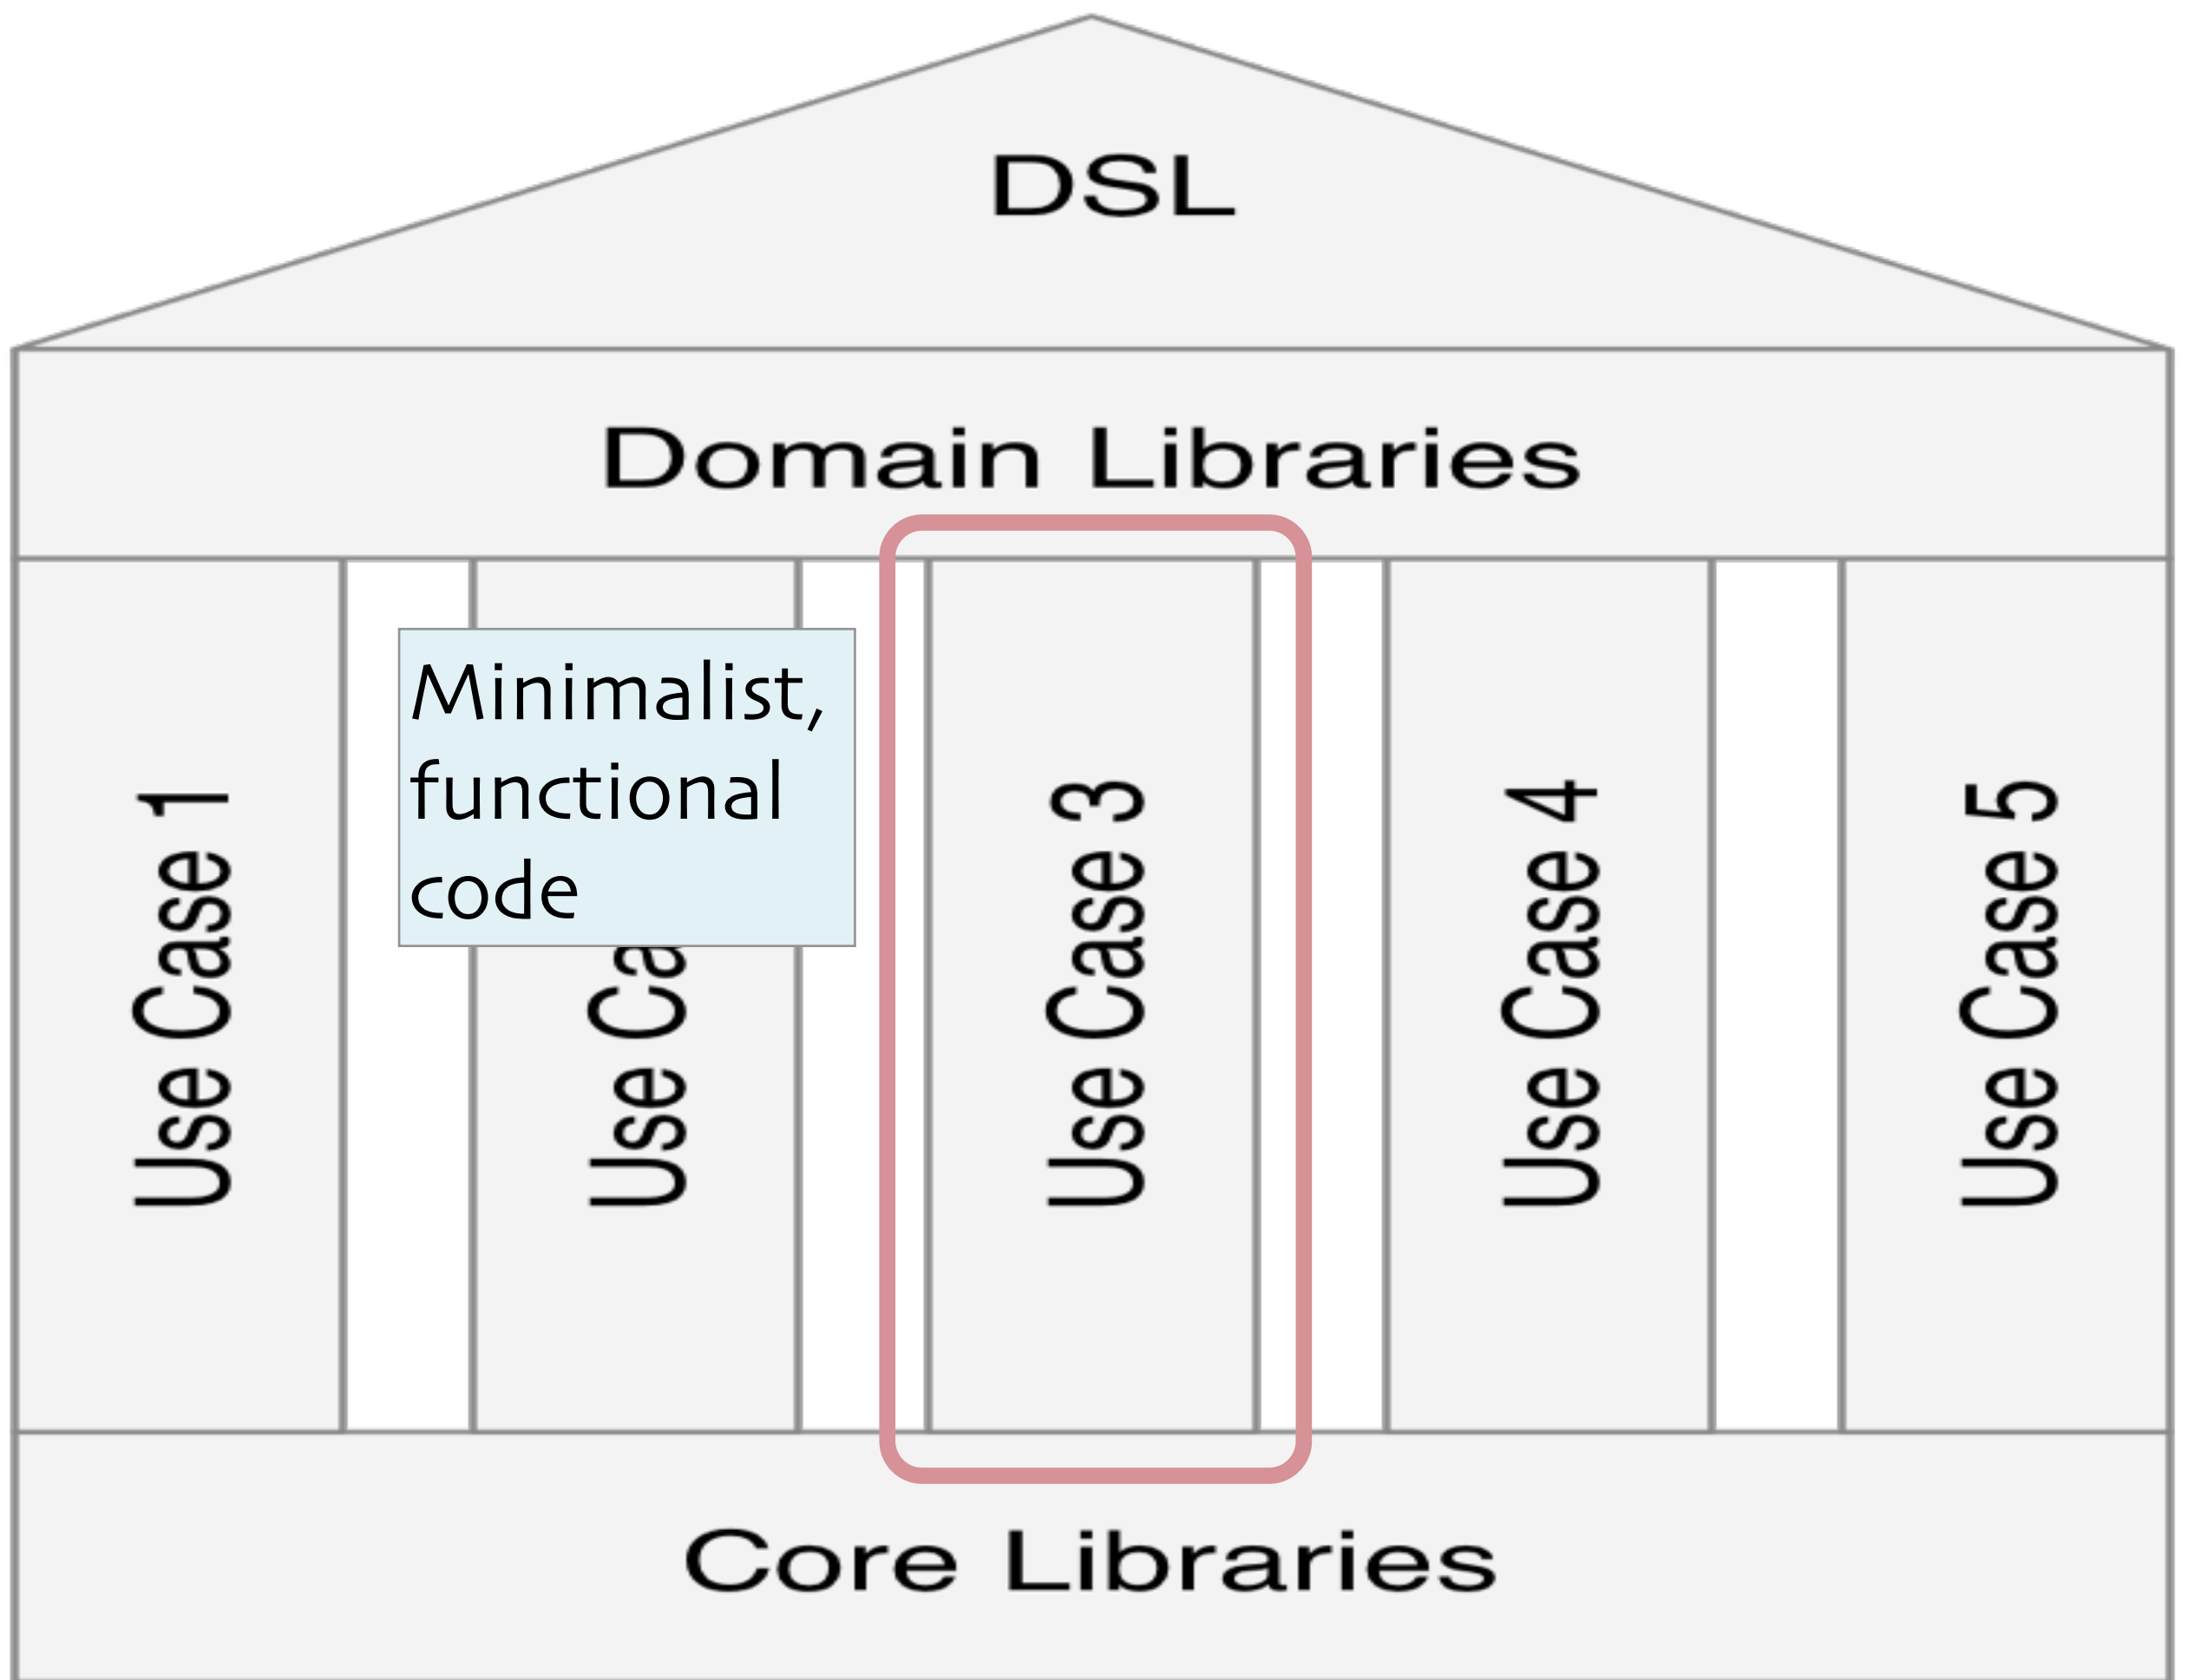 DSL
Domain Libraries
Use Case 1
Minimalist,
functional
code
Use Ca
Use Case 3
Use Case 4
Use Case 5
Core Libraries